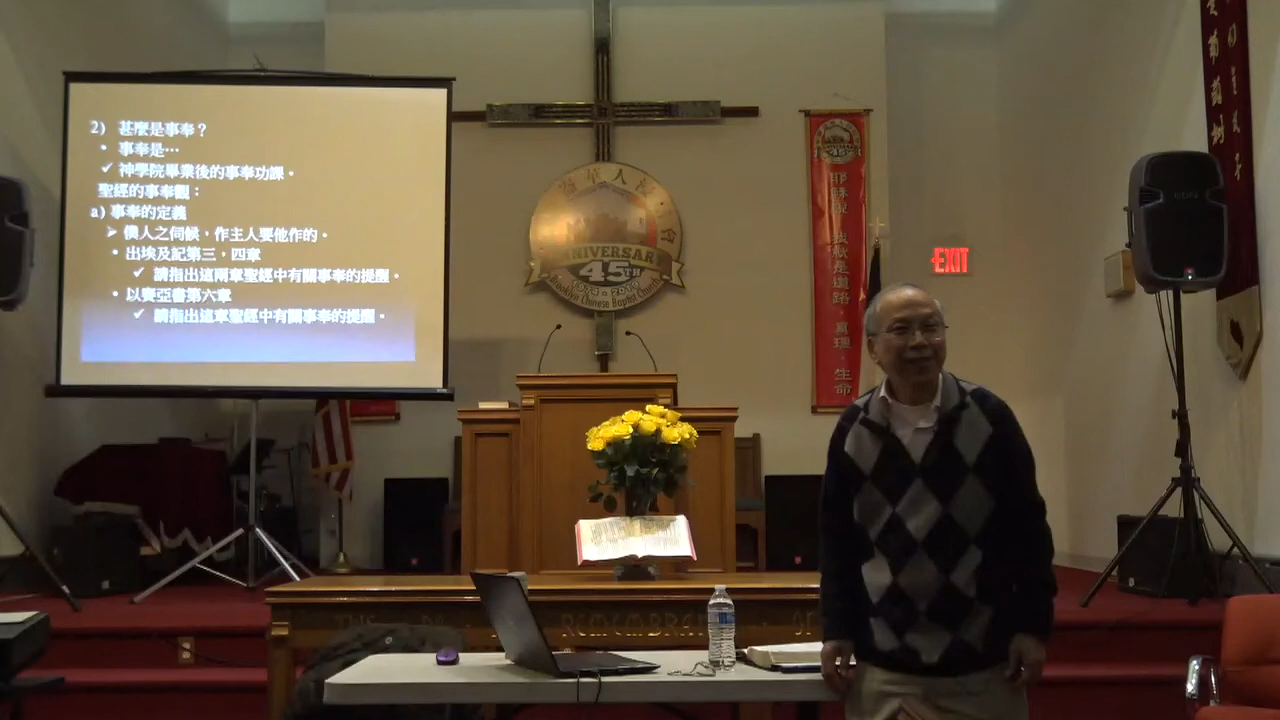 2) 甚麼是事奉？
• 事奉是…
✓ 神學院畢業後的事奉功課。
聖經的事奉觀：
a) 事奉的定義
➤ 僕人之伺候，作主人要他作的。
• 出埃及記第三，四章
✓ 請指出這兩章聖經中有關事奉的提醒。
• 以賽亞書第六章
✓ 請指出這章聖經中有關事奉的提醒。
ANNIVERSARY
45TH
Brooklyn Chinese Baptist Church
耶穌說：我就是道路，真理，生命
EXIT
REMEMBRANCE OF